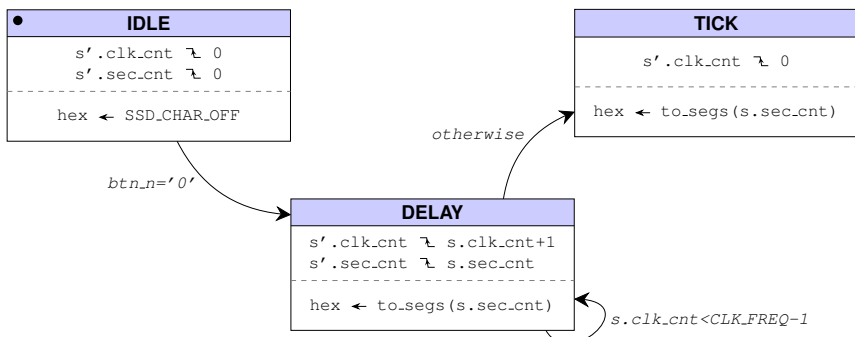 IDLE
s'.clk_cnt ↴ 0
s'.sec_cnt ↴ 0
hex ← SSD_CHAR_OFF
TICK
s'.clk_cnt ↴ 0
hex ← to_segs(s.sec_cnt)
otherwise
btn_n='0'
DELAY
s'.clk_cnt ↴ s.clk_cnt+1
s'.sec_cnt ↴ s.sec_cnt
hex ← to_segs(s.sec_cnt)
s.clk_cnt<CLK_FREQ-1